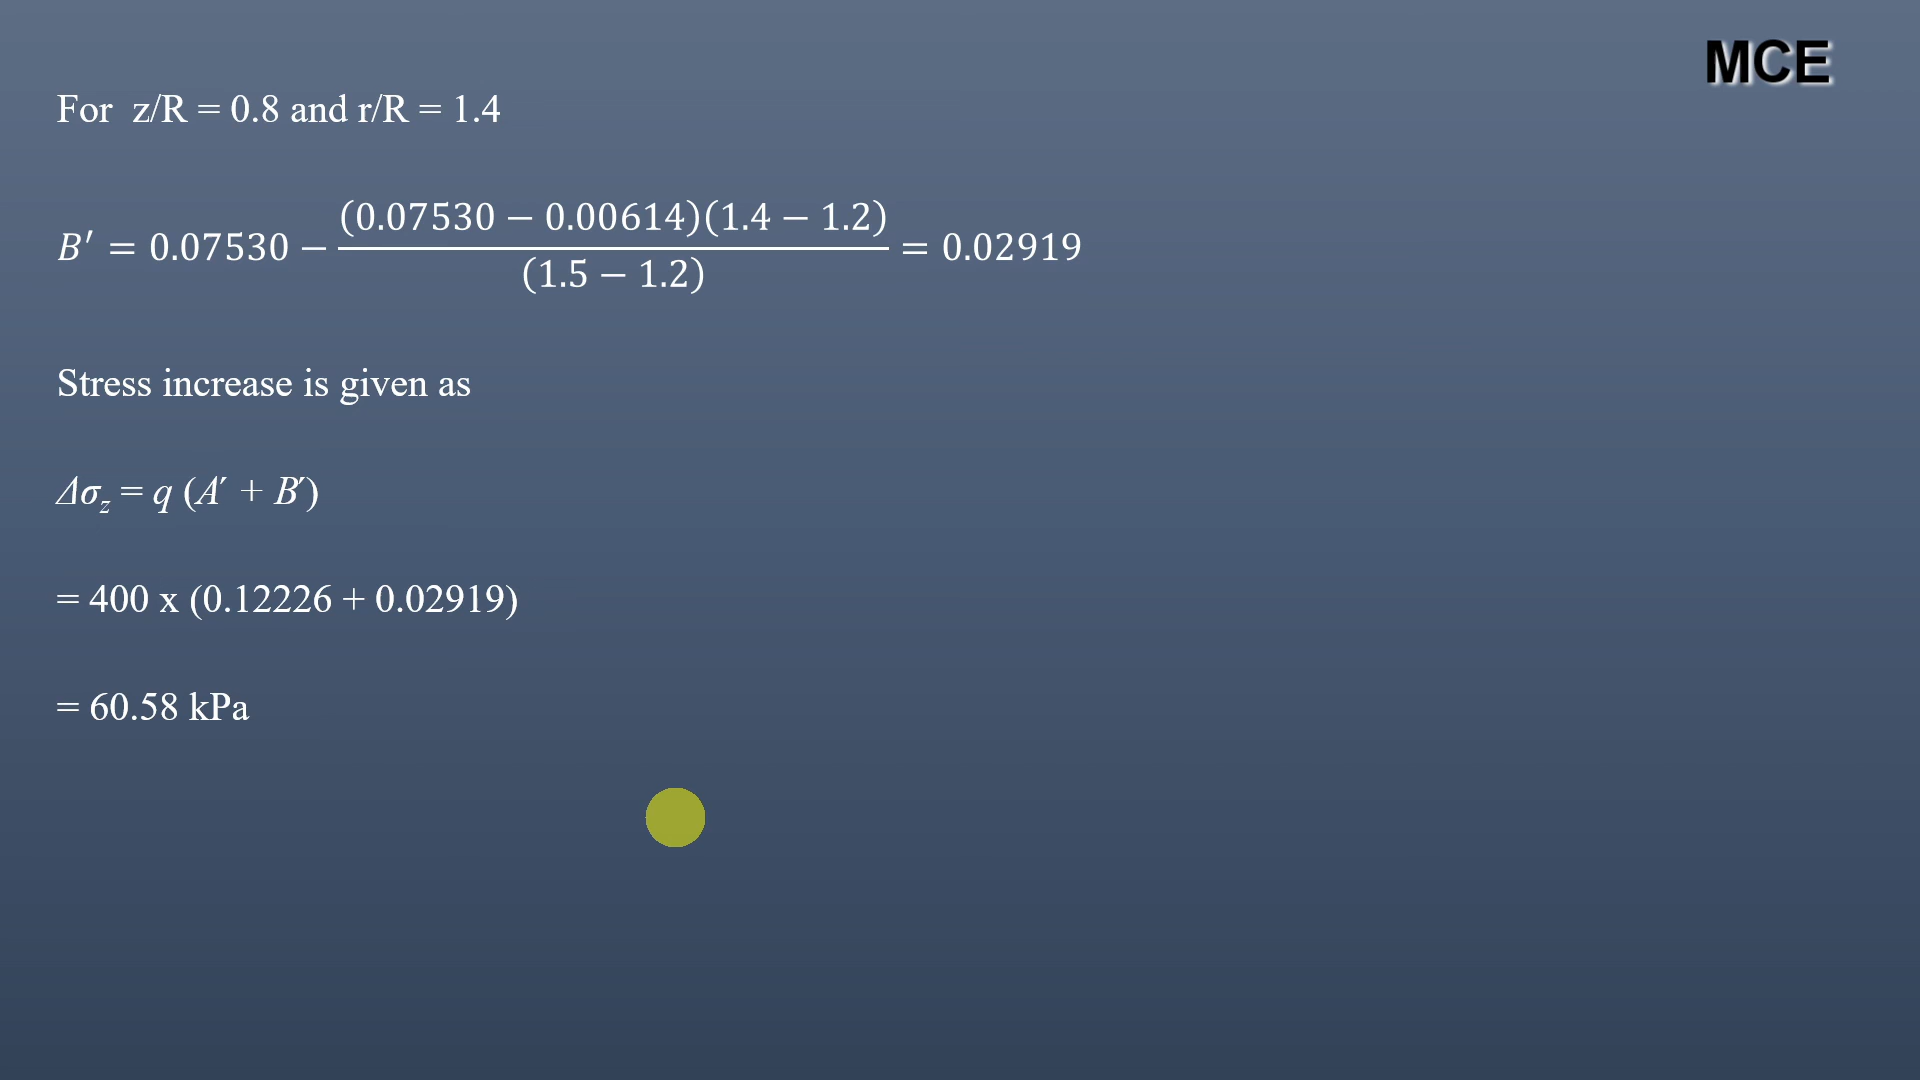 MCE
For z/R = 0.8 and r/R = 1.4
B′ = 0.07530 − (0.07530 − 0.00614)(1.4 − 1.2) / (1.5 − 1.2) = 0.02919
Stress increase is given as
Δσz = q (A′ + B′)
= 400 x (0.12226 + 0.02919)
= 60.58 kPa